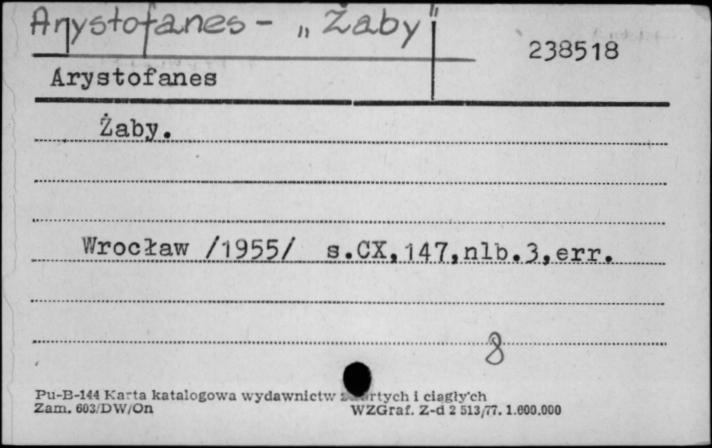 Arystofanes - „Żaby"
238518
Arystofanes
Żaby.
Wrocław /1955/ s.CX,147,nlb.3,err.
8
Pu-B-144 Karta katalogowa wydawnictw i ciągłych
Zam. 603/DW/On WZGraf. Z-d 2 513/77. 1.600.000